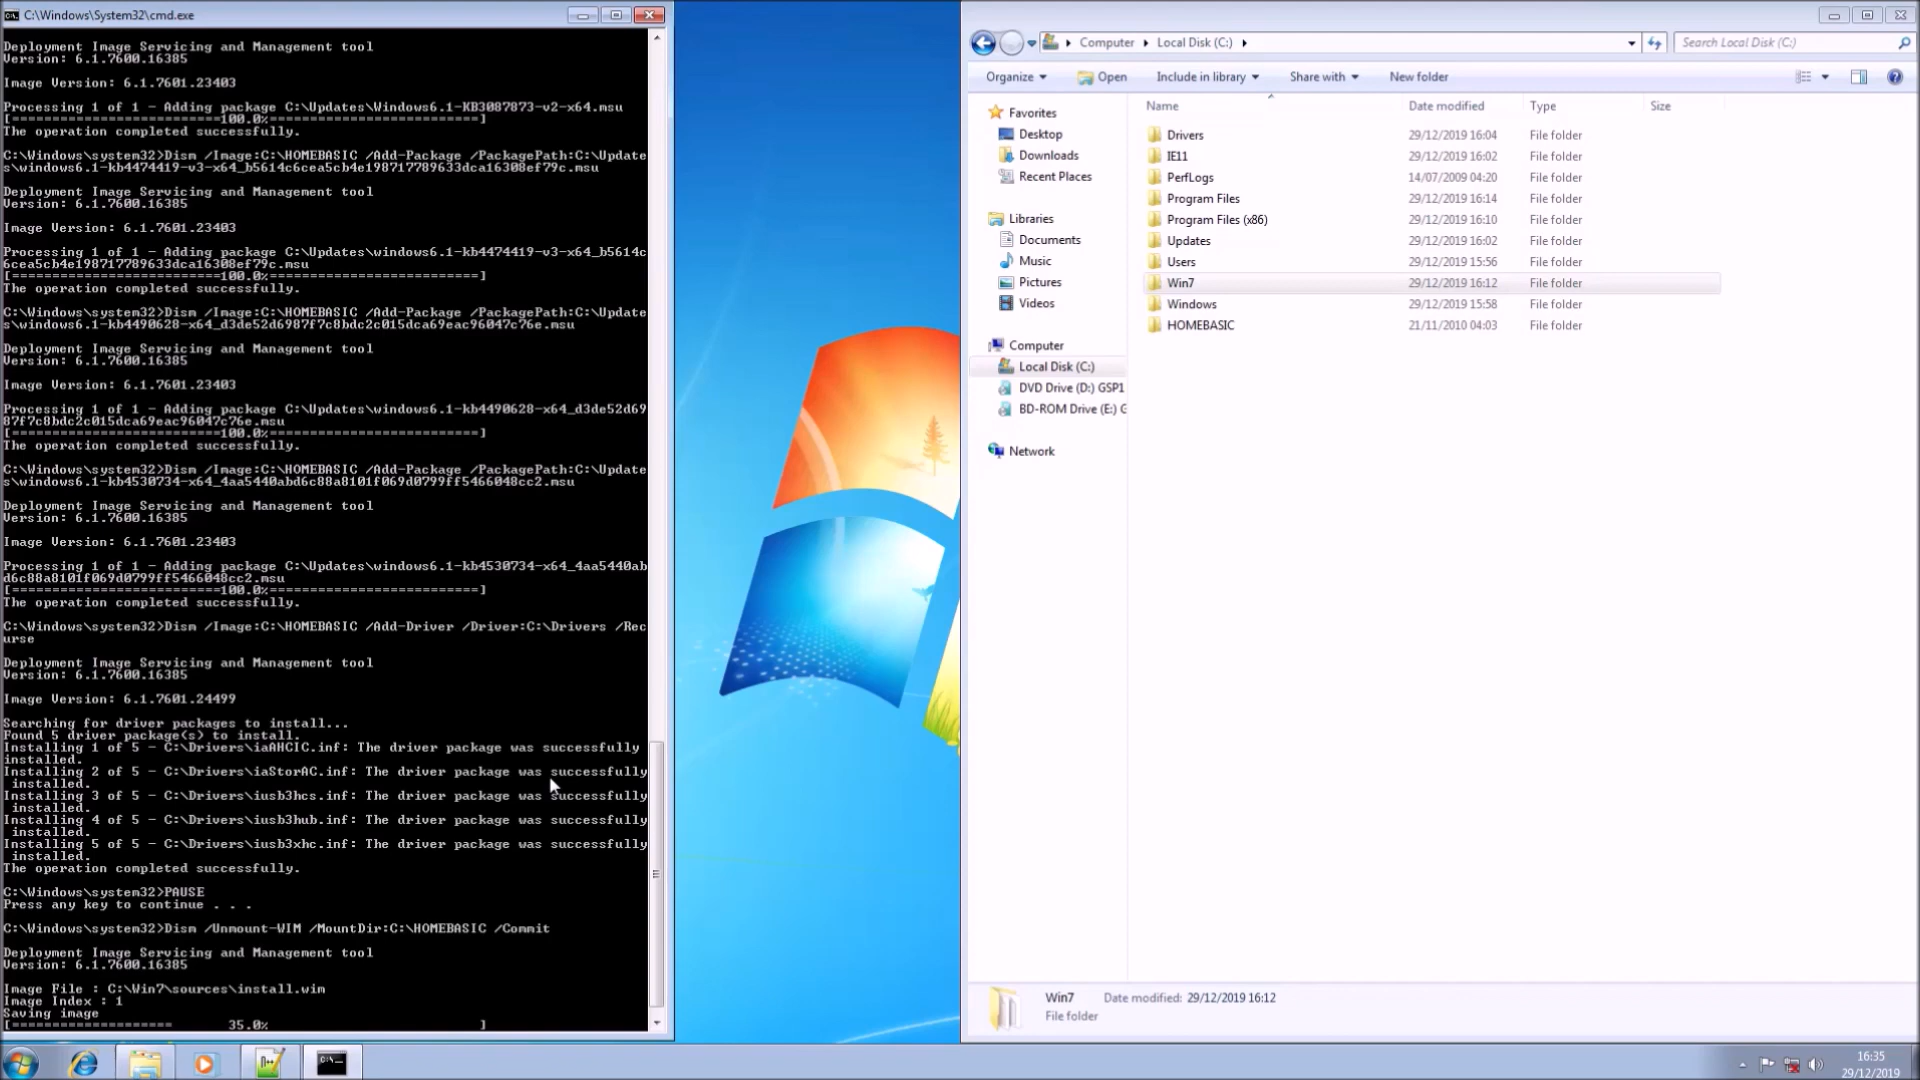 C:\Windows\System32\cmd.exe
Deployment Image Servicing and Management tool
Version: 6.1.7600.16385
Image Version: 6.1.7601.23403
Processing 1 of 1 - Adding package C:\Updates\Windows6.1-KB3087873-v2-x64.msu
[==========================100.0%==========================]
The operation completed successfully.
C:\Windows\system32>Dism /Image:C:\HOMEBASIC /Add-Package /PackagePath:C:\Update
s\windows6.1-kb4474419-v3-x64_b5614c6cea5cb4e198717789633dca16308ef79c.msu
Deployment Image Servicing and Management tool
Version: 6.1.7600.16385
Image Version: 6.1.7601.23403
Processing 1 of 1 - Adding package C:\Updates\windows6.1-kb4474419-v3-x64_b5614c
6cea5cb4e198717789633dca16308ef79c.msu
[==========================100.0%==========================]
The operation completed successfully.
C:\Windows\system32>Dism /Image:C:\HOMEBASIC /Add-Package /PackagePath:C:\Update
s\windows6.1-kb4490628-x64_d3de52d6987f7c8bdc2c015dca69eac96047c76e.msu
Deployment Image Servicing and Management tool
Version: 6.1.7600.16385
Image Version: 6.1.7601.23403
Processing 1 of 1 - Adding package C:\Updates\windows6.1-kb4490628-x64_d3de52d69
87f7c8bdc2c015dca69eac96047c76e.msu
[==========================100.0%==========================]
The operation completed successfully.
C:\Windows\system32>Dism /Image:C:\HOMEBASIC /Add-Package /PackagePath:C:\Update
s\windows6.1-kb4530734-x64_4aa5440abd6c88a8101f069d0799ff5466048cc2.msu
Deployment Image Servicing and Management tool
Version: 6.1.7600.16385
Image Version: 6.1.7601.23403
Processing 1 of 1 - Adding package C:\Updates\windows6.1-kb4530734-x64_4aa5440ab
d6c88a8101f069d0799ff5466048cc2.msu
[==========================100.0%==========================]
The operation completed successfully.
C:\Windows\system32>Dism /Image:C:\HOMEBASIC /Add-Driver /Driver:C:\Drivers /Rec
urse
Deployment Image Servicing and Management tool
Version: 6.1.7600.16385
Image Version: 6.1.7601.24499
Searching for driver packages to install...
Found 5 driver package(s) to install.
Installing 1 of 5 - C:\Drivers\iaAHCIC.inf: The driver package was successfully
installed.
Installing 2 of 5 - C:\Drivers\iaStorAC.inf: The driver package was successfully
installed.
Installing 3 of 5 - C:\Drivers\iusb3hcs.inf: The driver package was successfully
installed.
Installing 4 of 5 - C:\Drivers\iusb3hub.inf: The driver package was successfully
installed.
Installing 5 of 5 - C:\Drivers\iusb3xhc.inf: The driver package was successfully
installed.
The operation completed successfully.
C:\Windows\system32>PAUSE
Press any key to continue . . .
C:\Windows\system32>Dism /Unmount-WIM /MountDir:C:\HOMEBASIC /Commit
Deployment Image Servicing and Management tool
Version: 6.1.7600.16385
Image File : C:\Win7\sources\install.wim
Image Index : 1
Saving image
[==================== 35.0% ]
Computer Local Disk (C:)
Search Local Disk (C:)
Organize Open Include in library Share with New folder
Favorites
Desktop
Downloads
Recent Places
Libraries
Documents
Music
Pictures
Videos
Computer
Local Disk (C:)
DVD Drive (D:) GSP1
BD-ROM Drive (E:) G
Network
Name Date modified Type Size
Drivers 29/12/2019 16:04 File folder
IE11 29/12/2019 16:02 File folder
PerfLogs 14/07/2009 04:20 File folder
Program Files 29/12/2019 16:14 File folder
Program Files (x86) 29/12/2019 16:10 File folder
Updates 29/12/2019 16:02 File folder
Users 29/12/2019 15:56 File folder
Win7 29/12/2019 16:12 File folder
Windows 29/12/2019 15:58 File folder
HOMEBASIC 21/11/2010 04:03 File folder
Win7 Date modified: 29/12/2019 16:12
File folder
16:35
29/12/2019